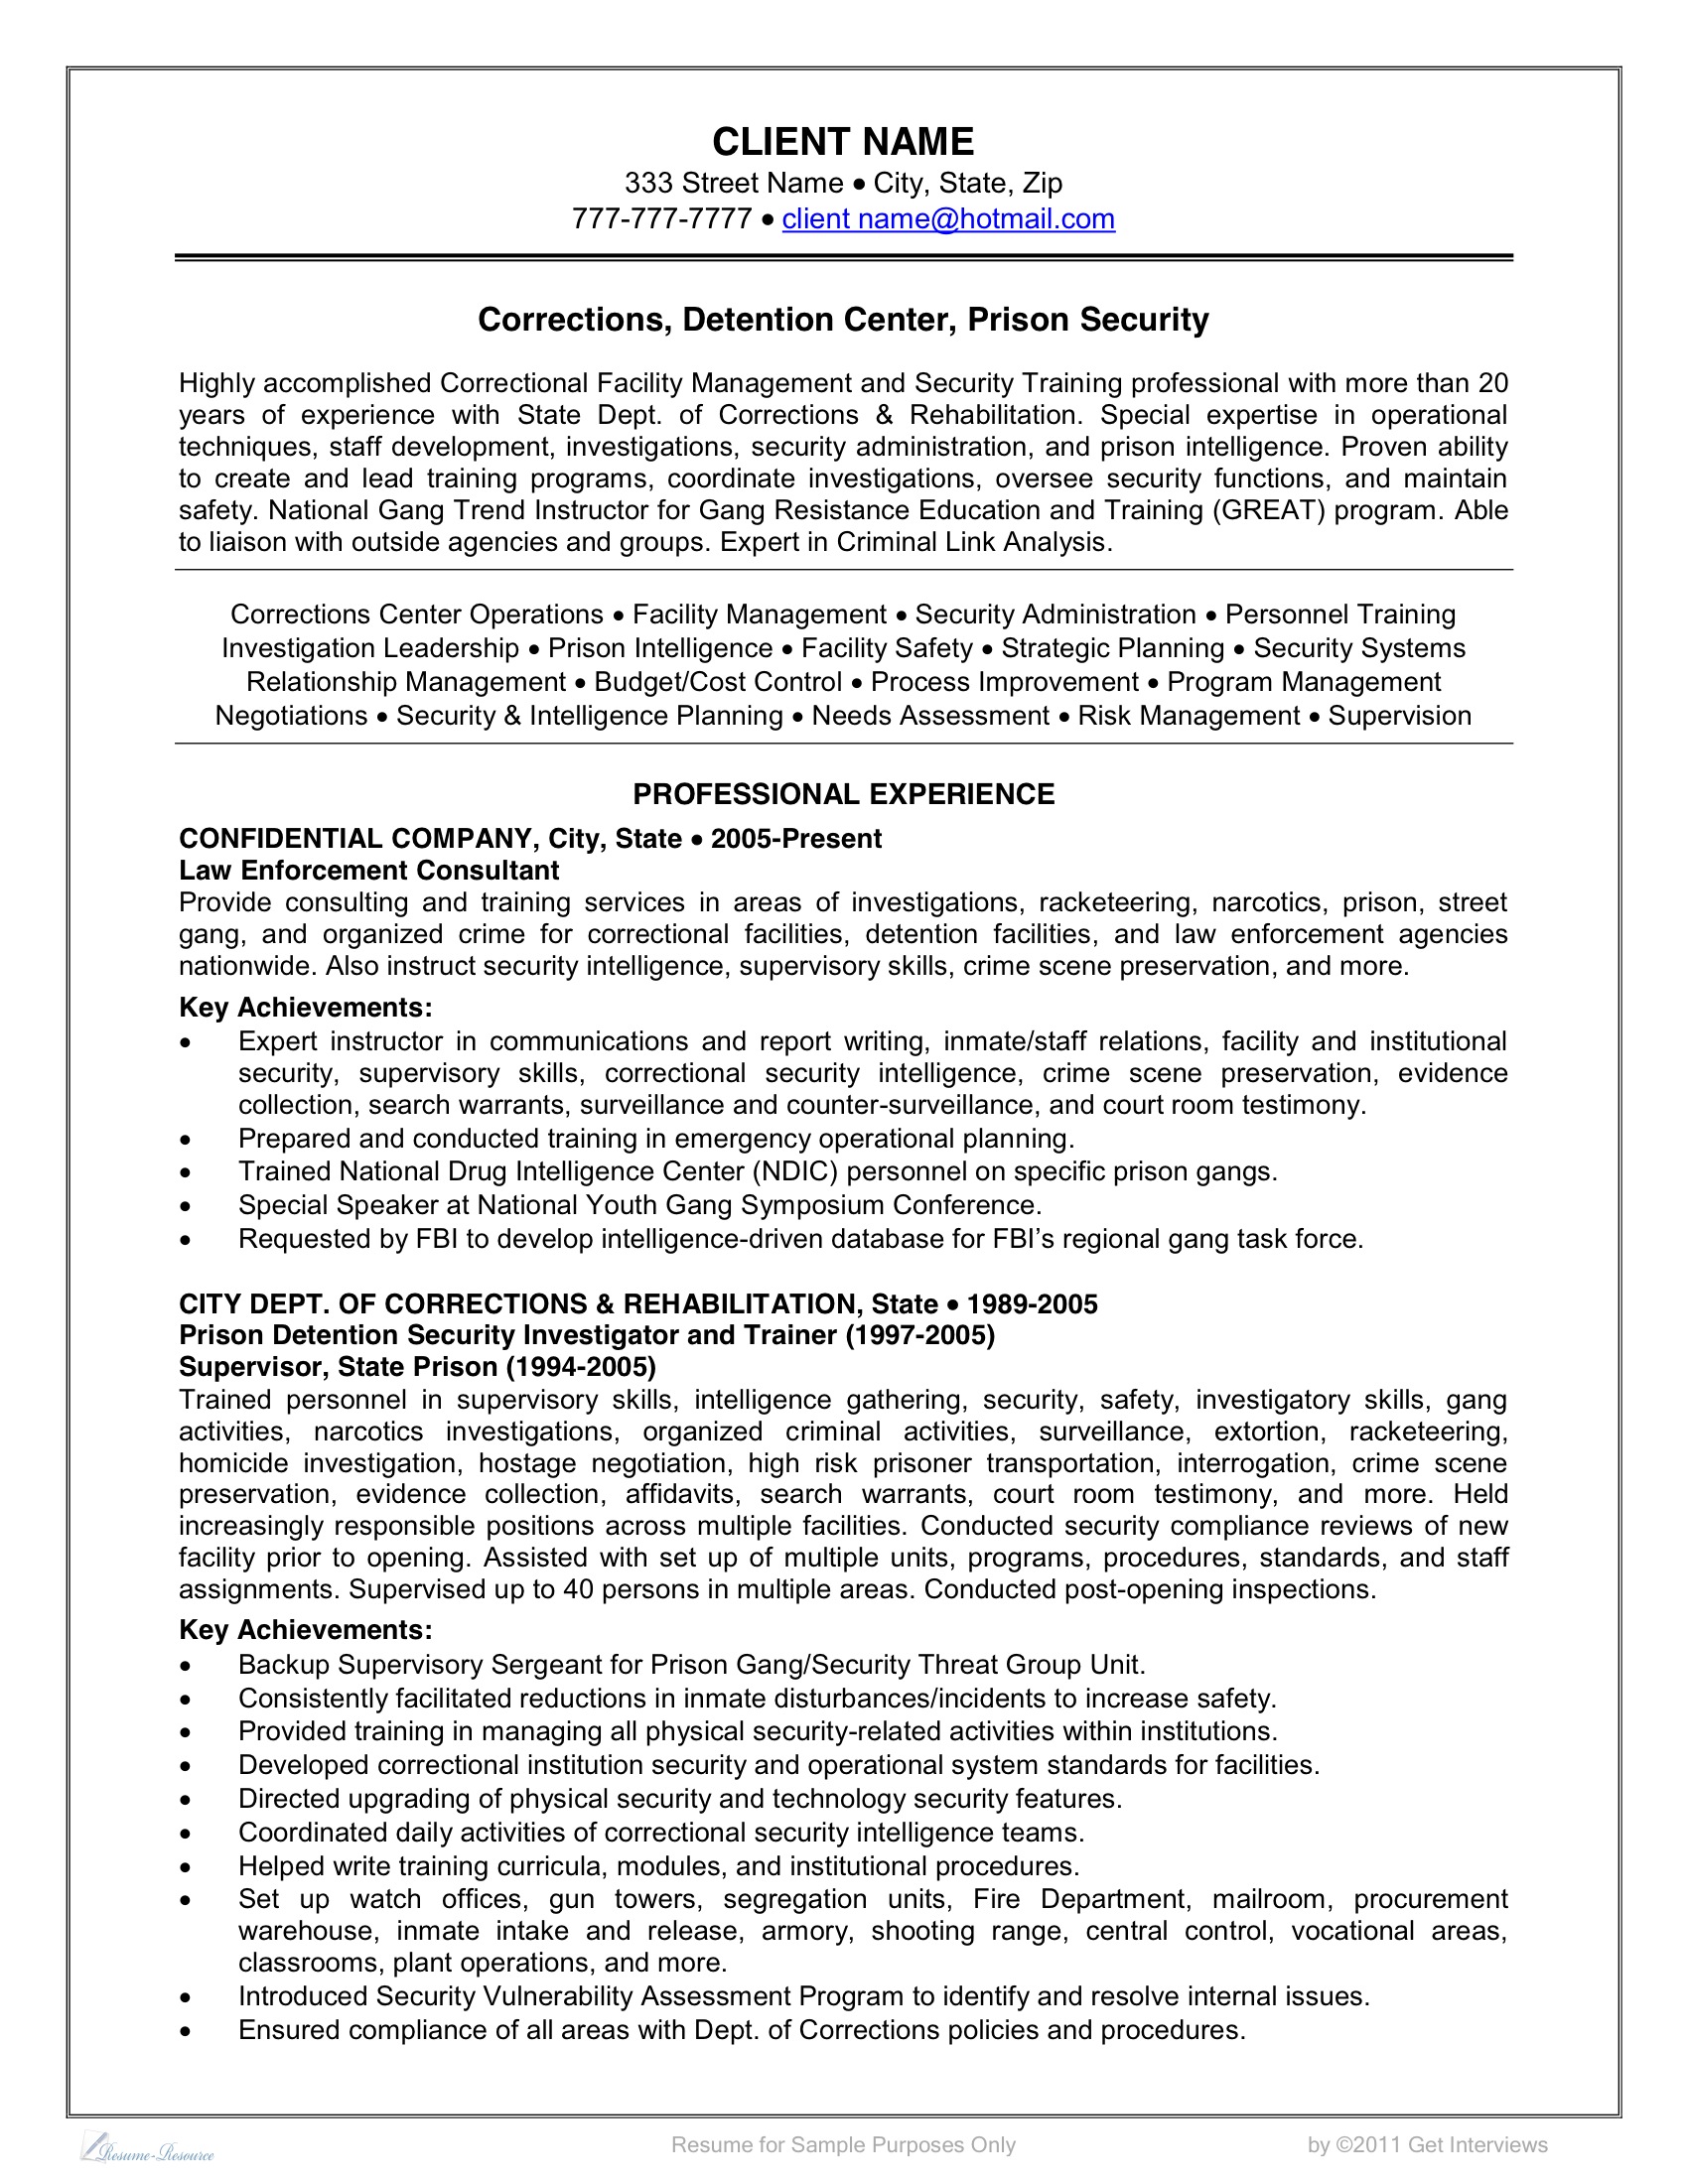 CLIENT NAME
333 Street Name • City, State, Zip
777-777-7777 • client name@hotmail.com
Corrections, Detention Center, Prison Security
Highly accomplished Correctional Facility Management and Security Training professional with more than 20
years of experience with State Dept. of Corrections & Rehabilitation. Special expertise in operational
techniques, staff development, investigations, security administration, and prison intelligence. Proven ability
to create and lead training programs, coordinate investigations, oversee security functions, and maintain
safety. National Gang Trend Instructor for Gang Resistance Education and Training (GREAT) program. Able
to liaison with outside agencies and groups. Expert in Criminal Link Analysis.
Corrections Center Operations • Facility Management • Security Administration • Personnel Training
Investigation Leadership • Prison Intelligence • Facility Safety • Strategic Planning • Security Systems
Relationship Management • Budget/Cost Control • Process Improvement • Program Management
Negotiations • Security & Intelligence Planning • Needs Assessment • Risk Management • Supervision
PROFESSIONAL EXPERIENCE
CONFIDENTIAL COMPANY, City, State • 2005-Present
Law Enforcement Consultant
Provide consulting and training services in areas of investigations, racketeering, narcotics, prison, street
gang, and organized crime for correctional facilities, detention facilities, and law enforcement agencies
nationwide. Also instruct security intelligence, supervisory skills, crime scene preservation, and more.
Key Achievements:
• Expert instructor in communications and report writing, inmate/staff relations, facility and institutional
security, supervisory skills, correctional security intelligence, crime scene preservation, evidence
collection, search warrants, surveillance and counter-surveillance, and court room testimony.
• Prepared and conducted training in emergency operational planning.
• Trained National Drug Intelligence Center (NDIC) personnel on specific prison gangs.
• Special Speaker at National Youth Gang Symposium Conference.
• Requested by FBI to develop intelligence-driven database for FBI’s regional gang task force.
CITY DEPT. OF CORRECTIONS & REHABILITATION, State • 1989-2005
Prison Detention Security Investigator and Trainer (1997-2005)
Supervisor, State Prison (1994-2005)
Trained personnel in supervisory skills, intelligence gathering, security, safety, investigatory skills, gang
activities, narcotics investigations, organized criminal activities, surveillance, extortion, racketeering,
homicide investigation, hostage negotiation, high risk prisoner transportation, interrogation, crime scene
preservation, evidence collection, affidavits, search warrants, court room testimony, and more. Held
increasingly responsible positions across multiple facilities. Conducted security compliance reviews of new
facility prior to opening. Assisted with set up of multiple units, programs, procedures, standards, and staff
assignments. Supervised up to 40 persons in multiple areas. Conducted post-opening inspections.
Key Achievements:
• Backup Supervisory Sergeant for Prison Gang/Security Threat Group Unit.
• Consistently facilitated reductions in inmate disturbances/incidents to increase safety.
• Provided training in managing all physical security-related activities within institutions.
• Developed correctional institution security and operational system standards for facilities.
• Directed upgrading of physical security and technology security features.
• Coordinated daily activities of correctional security intelligence teams.
• Helped write training curricula, modules, and institutional procedures.
• Set up watch offices, gun towers, segregation units, Fire Department, mailroom, procurement
warehouse, inmate intake and release, armory, shooting range, central control, vocational areas,
classrooms, plant operations, and more.
• Introduced Security Vulnerability Assessment Program to identify and resolve internal issues.
• Ensured compliance of all areas with Dept. of Corrections policies and procedures.
Resume-Resource
Resume for Sample Purposes Only
by ©2011 Get Interviews